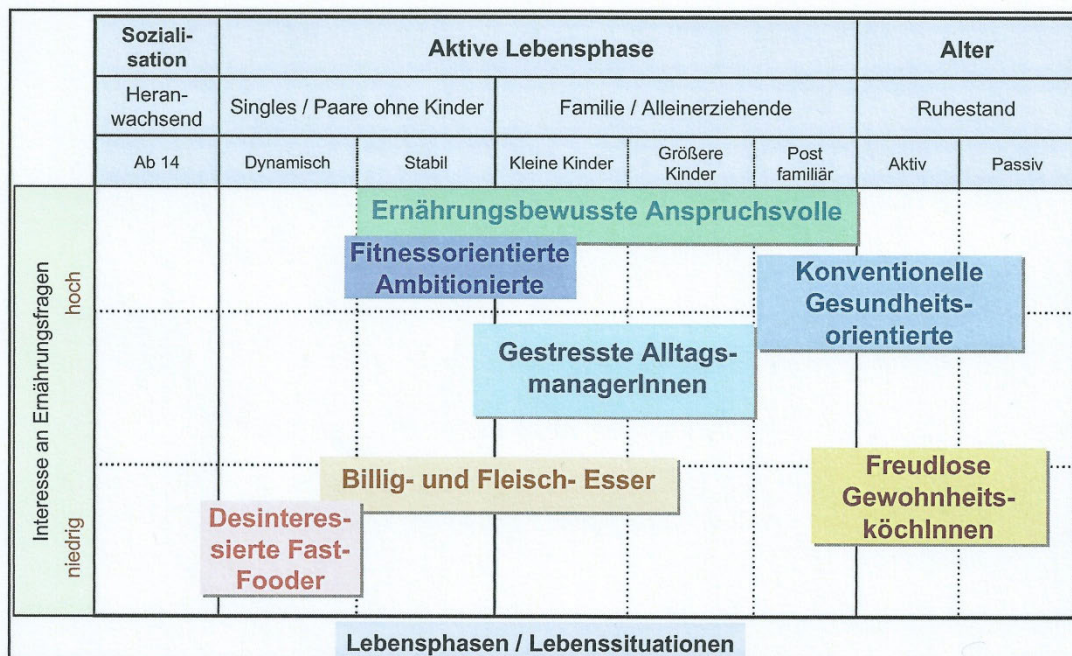 Soziali-
sation
Aktive Lebensphase
Alter
Heran-
wachsend
Singles / Paare ohne Kinder
Familie / Alleinerziehende
Ruhestand
Ab 14
Dynamisch
Stabil
Kleine Kinder
Größere
Kinder
Post
familiär
Aktiv
Passiv
Interesse an Ernährungsfragen
hoch
niedrig
Ernährungsbewusste Anspruchsvolle
Fitnessorientierte
Ambitionierte
Konventionelle
Gesundheits-
orientierte
Gestresste Alltags-
managerInnen
Billig- und Fleisch- Esser
Freudlose
Gewohnheits-
köchInnen
Desinteres-
sierte Fast-
Fooder
Lebensphasen / Lebenssituationen